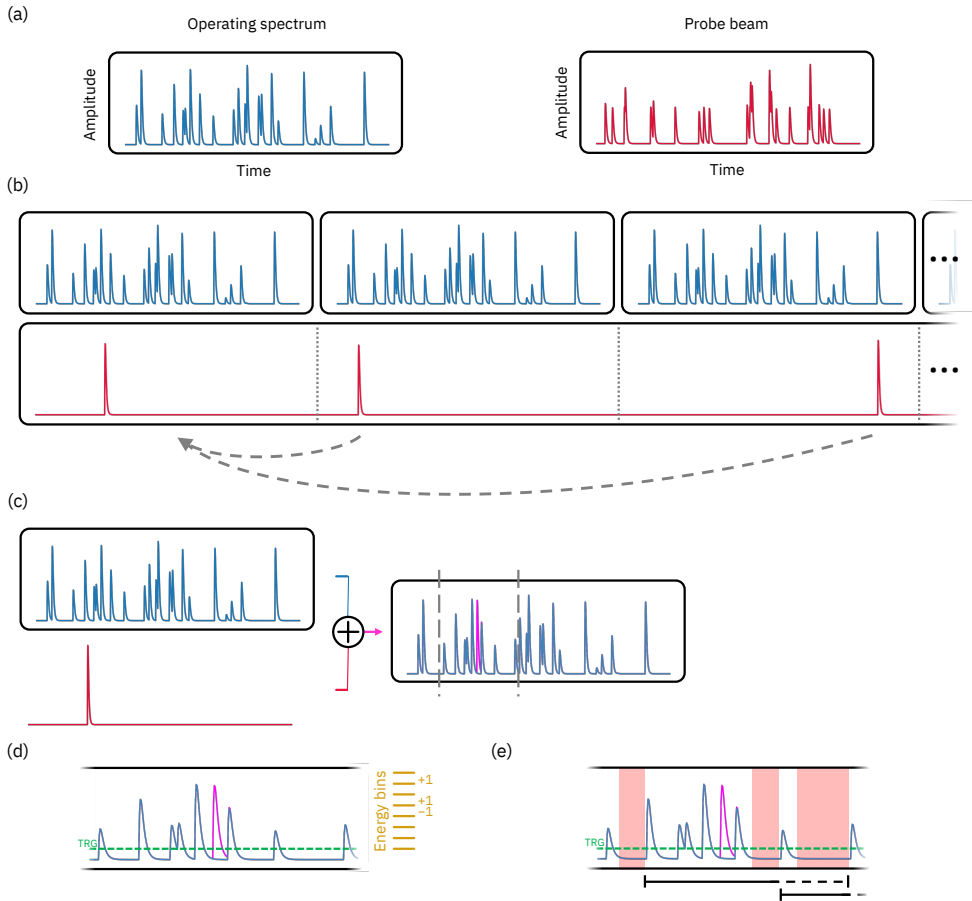 (a)
Operating spectrum
Probe beam
Amplitude
Amplitude
Time
Time
(b)
(c)
(d)
(e)
TRG
Energy bins
+1
+1
−1
TRG